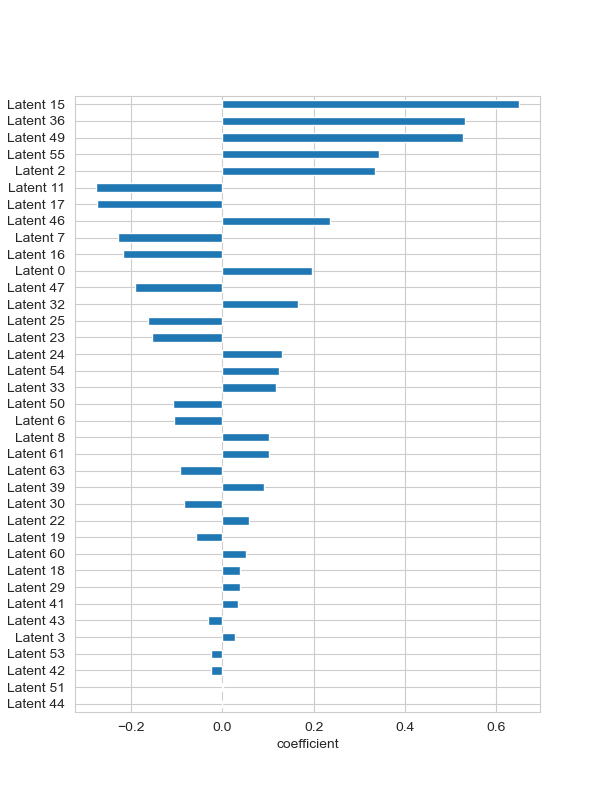 Latent 15
Latent 36
Latent 49
Latent 55
Latent 2
Latent 11
Latent 17
Latent 46
Latent 7
Latent 16
Latent 0
Latent 47
Latent 32
Latent 25
Latent 23
Latent 24
Latent 54
Latent 33
Latent 50
Latent 6
Latent 8
Latent 61
Latent 63
Latent 39
Latent 30
Latent 22
Latent 19
Latent 60
Latent 18
Latent 29
Latent 41
Latent 43
Latent 3
Latent 53
Latent 42
Latent 51
Latent 44
−0.2 0.0 0.2 0.4 0.6
coefficient